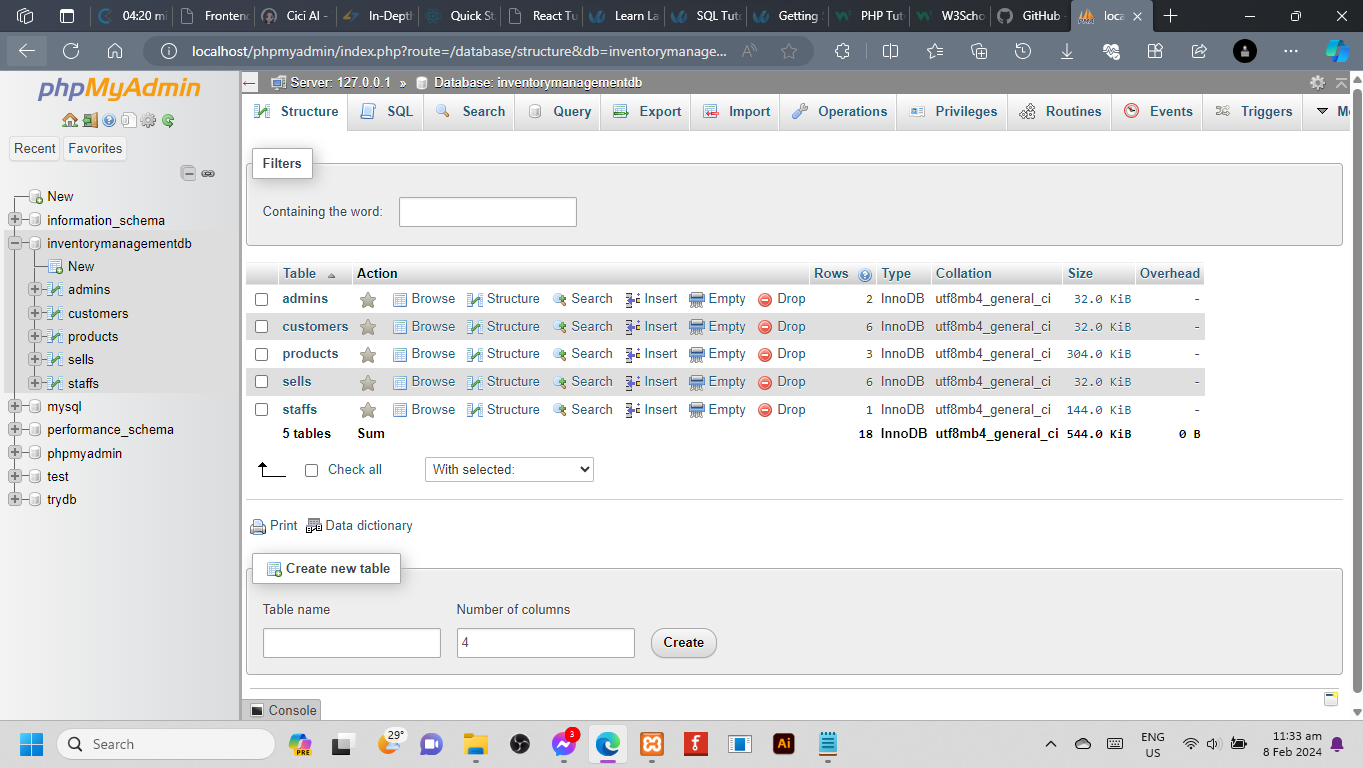 04:20 mi Frontend Cici AI - In-Depth Quick St React Tu Learn La SQL Tuto Getting S PHP Tut W3Scho GitHub loca
localhost/phpmyadmin/index.php?route=/database/structure&db=inventorymanage...
phpMyAdmin
Recent Favorites
New
information_schema
inventorymanagementdb
New
admins
customers
products
sells
staffs
mysql
performance_schema
phpmyadmin
test
trydb
Server: 127.0.0.1 » Database: inventorymanagementdb
Structure SQL Search Query Export Import Operations Privileges Routines Events Triggers M
Filters
Containing the word:
Table Action Rows Type Collation Size Overhead
admins Browse Structure Search Insert Empty Drop 2 InnoDB utf8mb4_general_ci 32.0 KiB -
customers Browse Structure Search Insert Empty Drop 6 InnoDB utf8mb4_general_ci 32.0 KiB -
products Browse Structure Search Insert Empty Drop 3 InnoDB utf8mb4_general_ci 304.0 KiB -
sells Browse Structure Search Insert Empty Drop 6 InnoDB utf8mb4_general_ci 32.0 KiB -
staffs Browse Structure Search Insert Empty Drop 1 InnoDB utf8mb4_general_ci 144.0 KiB -
5 tables Sum 18 InnoDB utf8mb4_general_ci 544.0 KiB 0 B
Check all With selected:
Print Data dictionary
Create new table
Table name Number of columns
4 Create
Console
Search PRE 29° 3 f Ai ENG US 11:33 am
8 Feb 2024